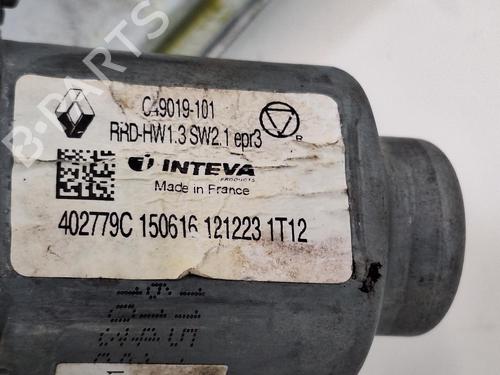 C49019-101
RRD-HW1.3 SW2.1 epr3
R
INTEVA
PRODUCTS
Made in France
402779C 150616 121223 1T12
B-PARTS